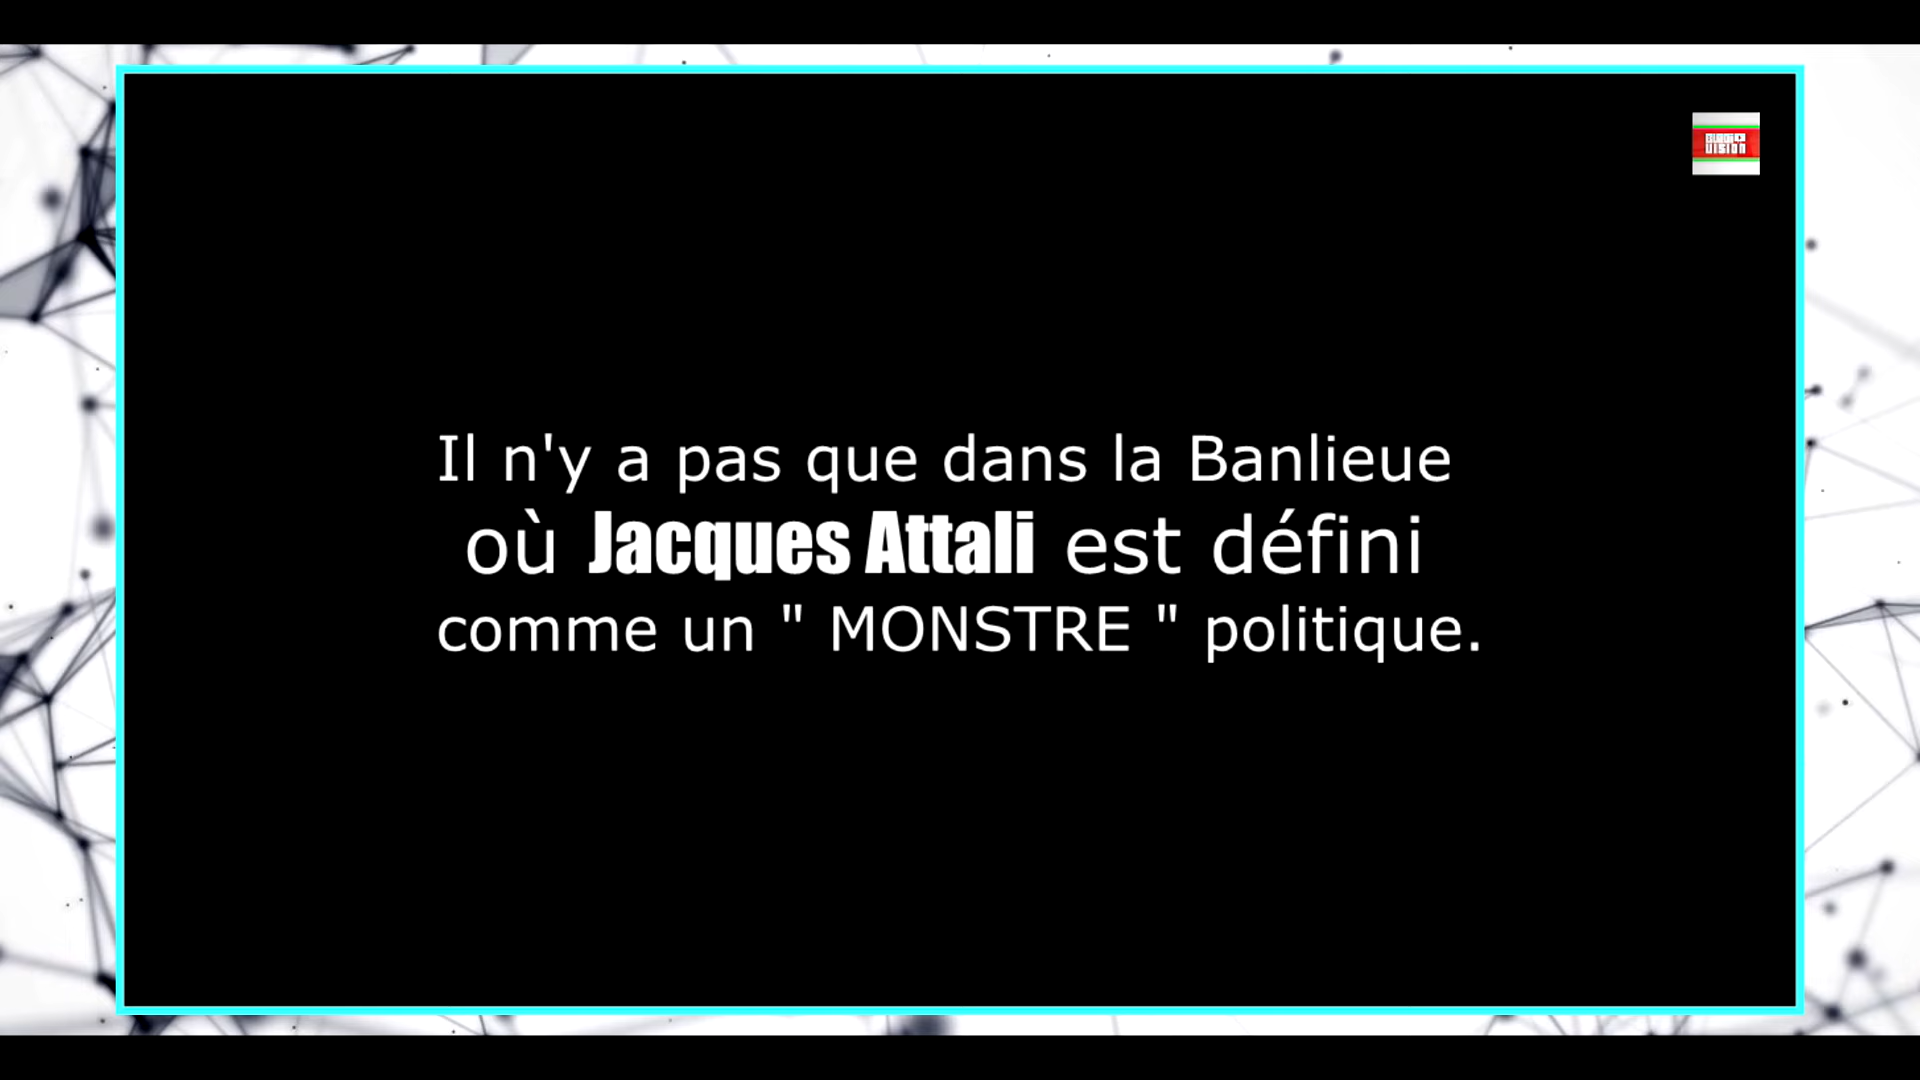 Il n'y a pas que dans la Banlieue
où Jacques Attali est défini
comme un " MONSTRE " politique.